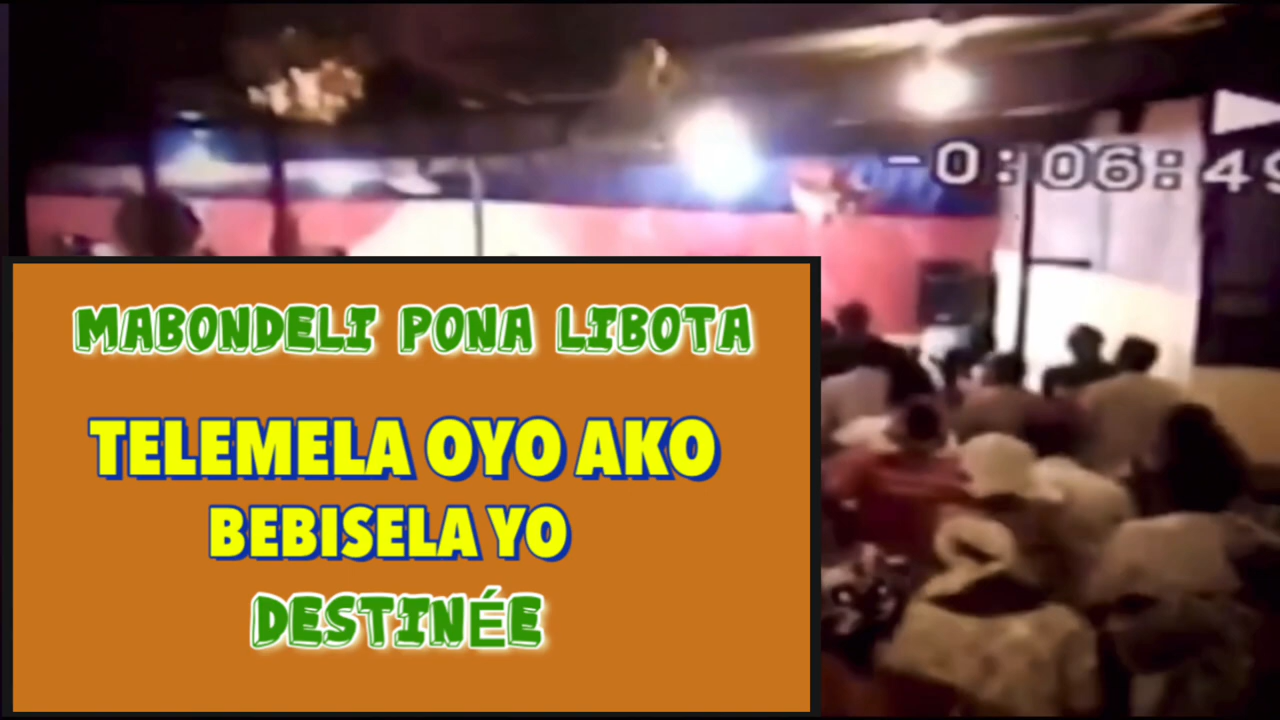 -0:06:49
MABONDELI PONA LIBOTA
TELEMELA OYO AKO
BEBISELA YO
DESTINÉE